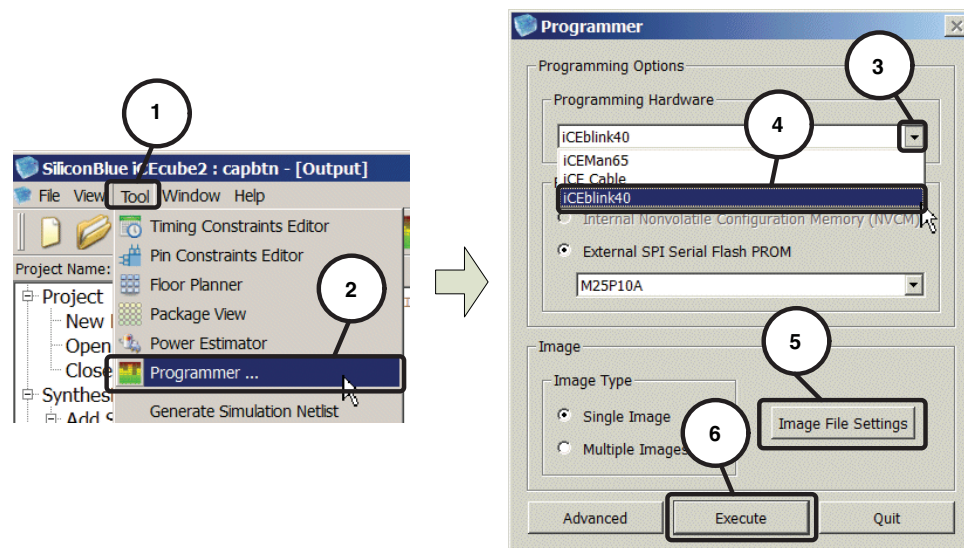 1
SiliconBlue iCEcube2 : capbtn - [Output]
File View Tool Window Help
Timing Constraints Editor
Project Name:
Pin Constraints Editor
Project
Floor Planner
New
Package View
Open
Power Estimator
Close
Programmer ...
Synthes
Generate Simulation Netlist
Add S
2
Programmer
Programming Options
3
Programming Hardware
4
iCEblink40
iCEMan65
iCE Cable
iCEblink40
Internal Nonvolatile Configuration Memory (NVCM)
External SPI Serial Flash PROM
M25P10A
Image
5
Image Type
Single Image
Image File Settings
Multiple Images
6
Advanced Execute Quit